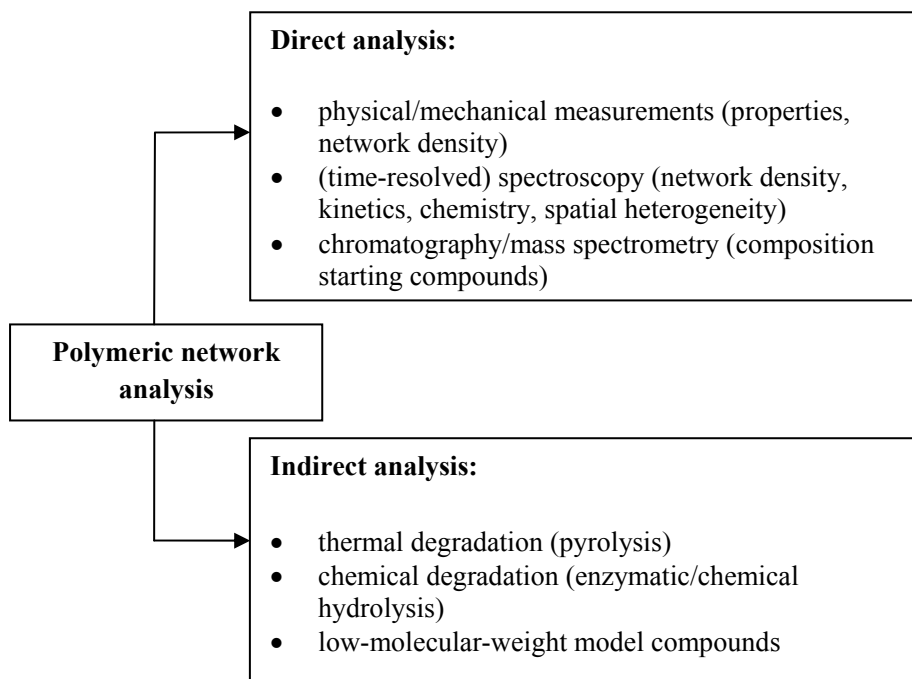 Direct analysis:
• physical/mechanical measurements (properties,
network density)
• (time-resolved) spectroscopy (network density,
kinetics, chemistry, spatial heterogeneity)
• chromatography/mass spectrometry (composition
starting compounds)
Polymeric network
analysis
Indirect analysis:
• thermal degradation (pyrolysis)
• chemical degradation (enzymatic/chemical
hydrolysis)
• low-molecular-weight model compounds